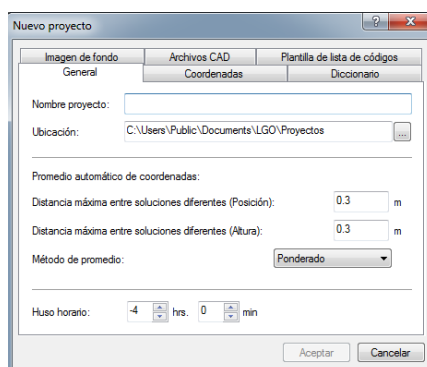 Nuevo proyecto
Imagen de fondo Archivos CAD Plantilla de lista de códigos
General Coordenadas Diccionario
Nombre proyecto:
Ubicación: C:\Users\Public\Documents\LGO\Proyectos ...
Promedio automático de coordenadas:
Distancia máxima entre soluciones diferentes (Posición): 0.3 m
Distancia máxima entre soluciones diferentes (Altura): 0.3 m
Método de promedio: Ponderado
Huso horario: -4 hrs. 0 min
Aceptar Cancelar